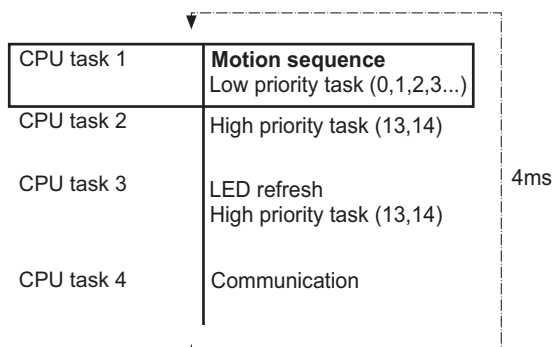 CPU task 1
Motion sequence
Low priority task (0,1,2,3...)
CPU task 2
High priority task (13,14)
CPU task 3
LED refresh
High priority task (13,14)
4ms
CPU task 4
Communication